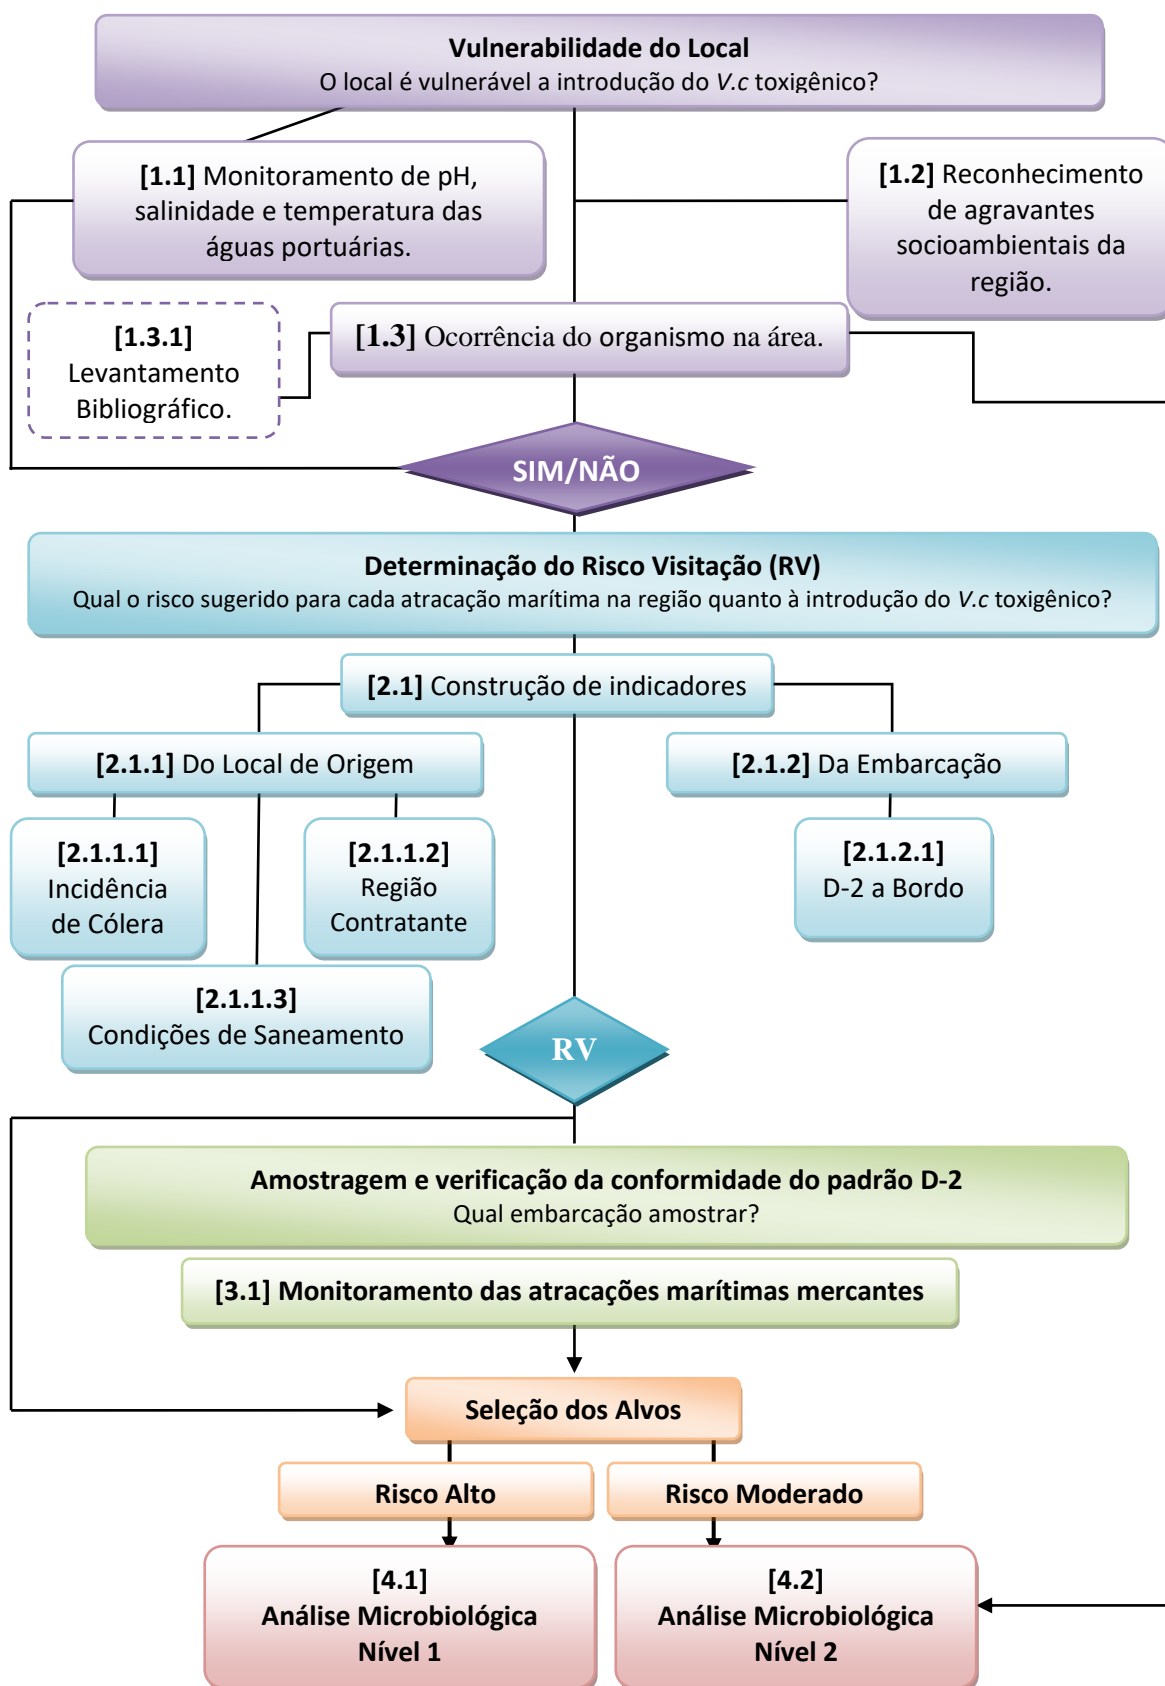 Vulnerabilidade do Local
O local é vulnerável a introdução do V.c toxigênico?
[1.1] Monitoramento de pH,
salinidade e temperatura das
águas portuárias.
[1.2] Reconhecimento
de agravantes
socioambientais da
região.
[1.3.1]
Levantamento
Bibliográfico.
[1.3] Ocorrência do organismo na área.
SIM/NÃO
Determinação do Risco Visitação (RV)
Qual o risco sugerido para cada atracação marítima na região quanto à introdução do V.c toxigênico?
[2.1] Construção de indicadores
[2.1.1] Do Local de Origem
[2.1.2] Da Embarcação
[2.1.1.1]
Incidência
de Cólera
[2.1.1.2]
Região
Contratante
[2.1.2.1]
D-2 a Bordo
[2.1.1.3]
Condições de Saneamento
RV
Amostragem e verificação da conformidade do padrão D-2
Qual embarcação amostrar?
[3.1] Monitoramento das atracações marítimas mercantes
Seleção dos Alvos
Risco Alto
Risco Moderado
[4.1]
Análise Microbiológica
Nível 1
[4.2]
Análise Microbiológica
Nível 2